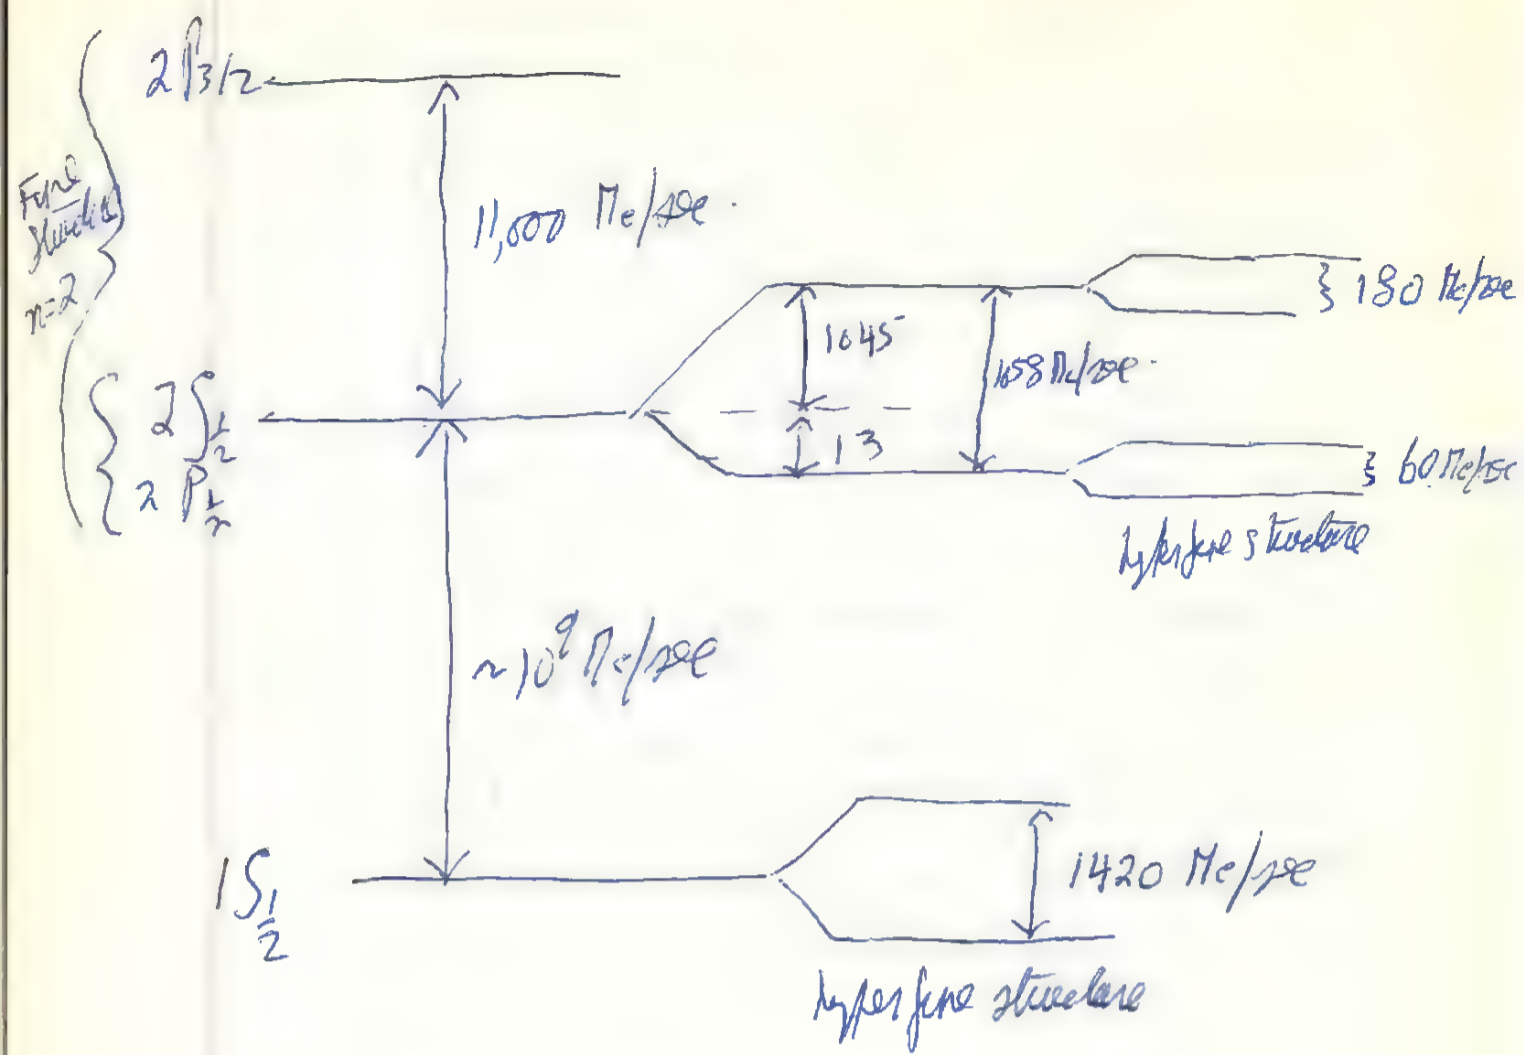 2P3/2
Fine
Structure
n=2
11,000 Mc/sec.
180 Mc/sec
1045
1058 Mc/sec.
13
2S1/2
2P1/2
60 Mc/sec
hyperfine structure
~10⁹ Mc/sec
1S1/2
1420 Mc/sec
hyperfine structure